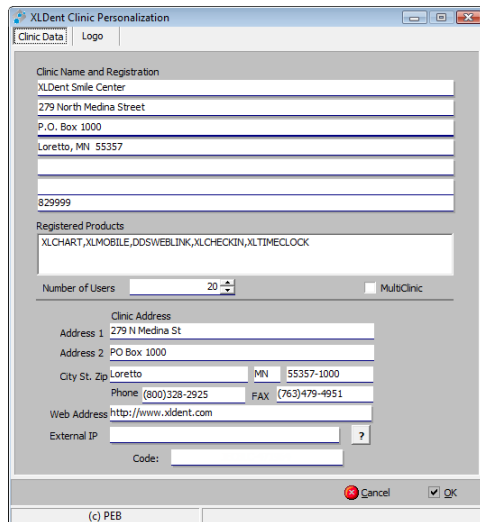 XLDent Clinic Personalization
Clinic Data Logo
Clinic Name and Registration
XLDent Smile Center
279 North Medina Street
P.O. Box 1000
Loretto, MN  55357
829999
Registered Products
XLCHART,XLMOBILE,DDSWEBLINK,XLCHECKIN,XLTIMECLOCK
Number of Users 20 MultiClinic
Clinic Address
Address 1 279 N Medina St
Address 2 PO Box 1000
City St. Zip Loretto MN 55357-1000
Phone (800)328-2925 FAX (763)479-4951
Web Address http://www.xldent.com
External IP ?
Code:
Cancel OK
(c) PEB